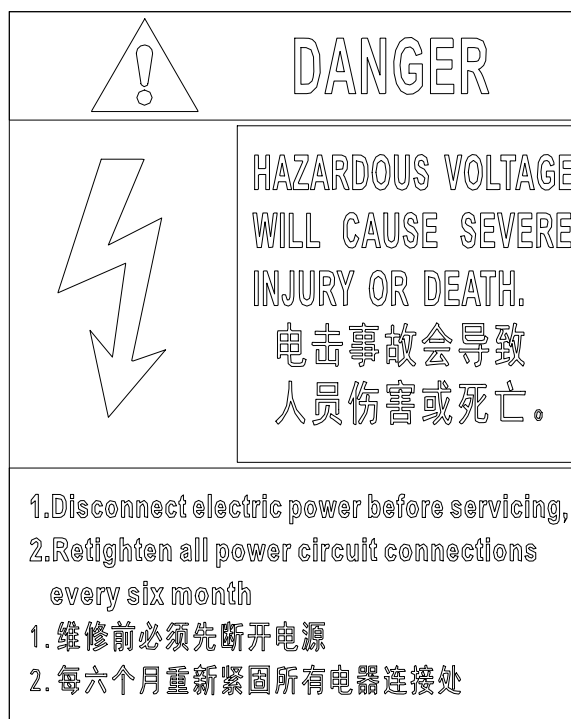 DANGER
HAZARDOUS VOLTAGE
WILL CAUSE SEVERE
INJURY OR DEATH.
电击事故会导致
人员伤害或死亡。
1.Disconnect electric power before servicing,
2.Retighten all power circuit connections
every six month
1.维修前必须先断开电源
2.每六个月重新紧固所有电器连接处